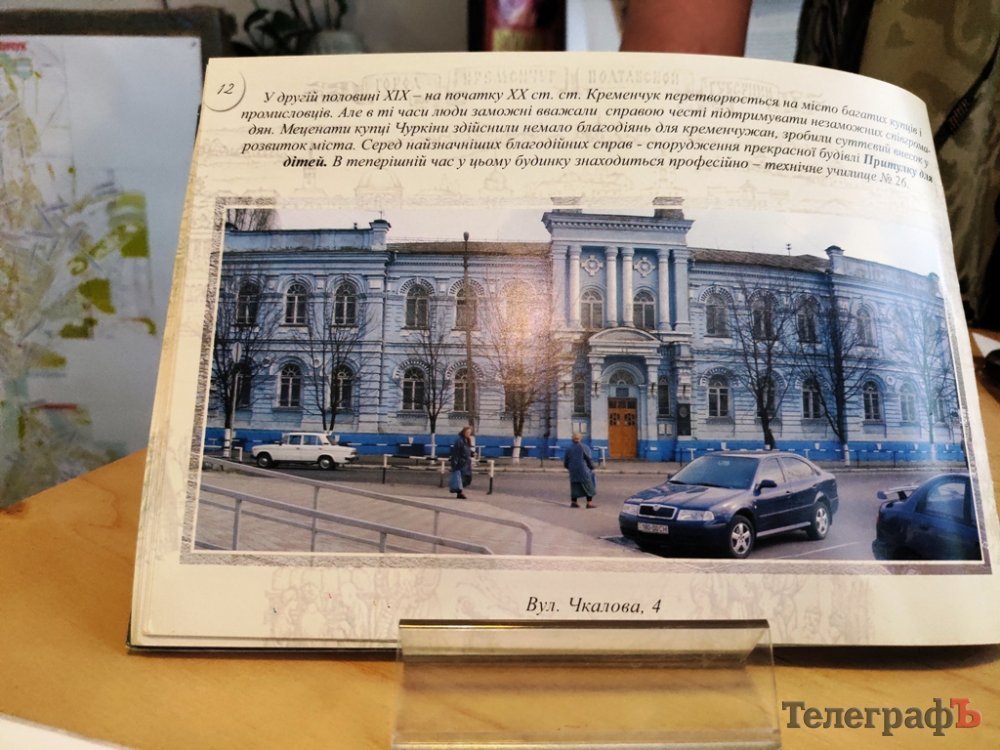 12
У другій половині ХІХ – на початку ХХ ст. ст. Кременчук перетворюється на місто багатих купців і
промисловців. Але в ті часи люди заможні вважали справою честі підтримувати незаможних співгрома-
дян. Меценати купці Чуркіни здійснили немало благодіянь для кременчужан, зробили суттєвий внесок у
розвиток міста. Серед найзначніших благодійних справ - спорудження прекрасної будівлі Притулку для
дітей. В теперішній час у цьому будинку знаходиться професійно – технічне училище № 26.
Вул. Чкалова, 4
ТелеграфЪ